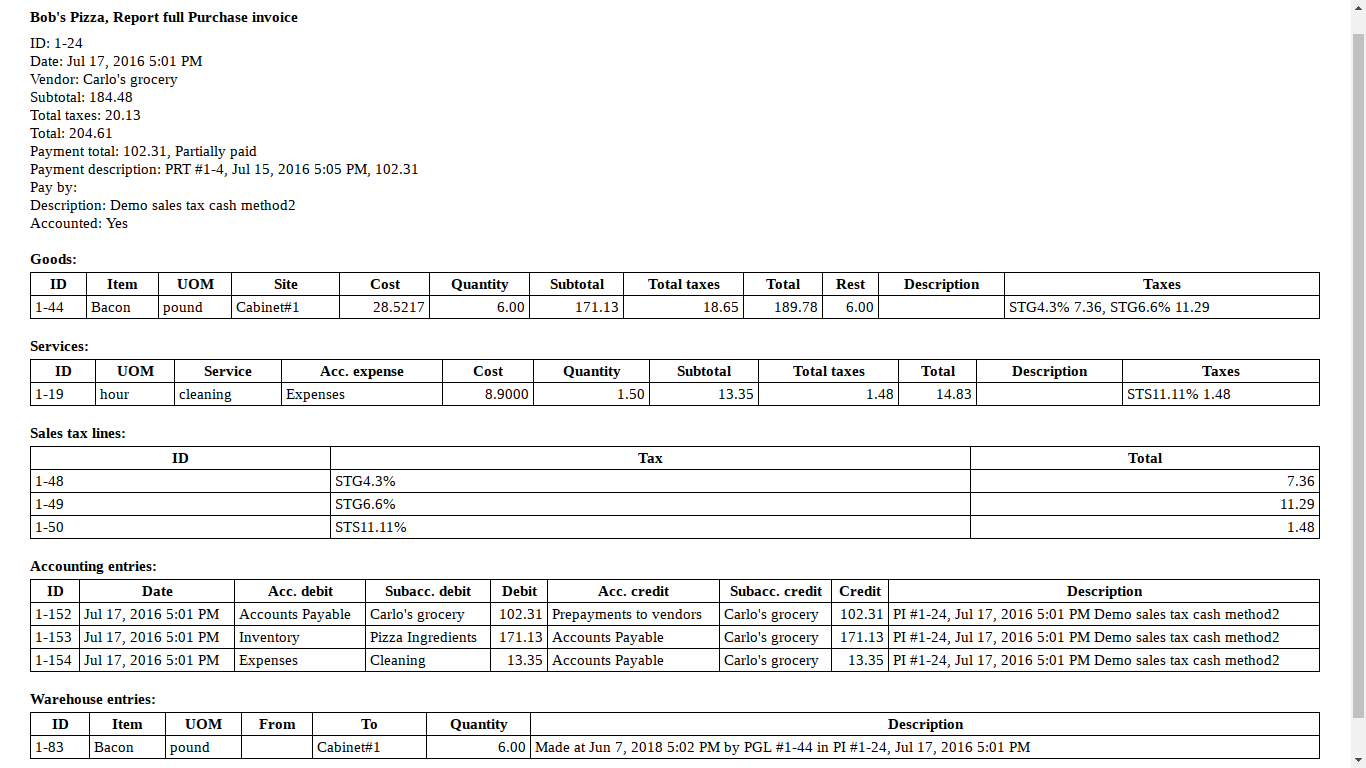 Bob's Pizza, Report full Purchase invoice
ID: 1-24
Date: Jul 17, 2016 5:01 PM
Vendor: Carlo's grocery
Subtotal: 184.48
Total taxes: 20.13
Total: 204.61
Payment total: 102.31, Partially paid
Payment description: PRT #1-4, Jul 15, 2016 5:05 PM, 102.31
Pay by:
Description: Demo sales tax cash method2
Accounted: Yes
Goods:
ID Item UOM Site Cost Quantity Subtotal Total taxes Total Rest Description Taxes
1-44 Bacon pound Cabinet#1 28.5217 6.00 171.13 18.65 189.78 6.00 STG4.3% 7.36, STG6.6% 11.29
Services:
ID UOM Service Acc. expense Cost Quantity Subtotal Total taxes Total Description Taxes
1-19 hour cleaning Expenses 8.9000 1.50 13.35 1.48 14.83 STS11.11% 1.48
Sales tax lines:
ID Tax Total
1-48 STG4.3% 7.36
1-49 STG6.6% 11.29
1-50 STS11.11% 1.48
Accounting entries:
ID Date Acc. debit Subacc. debit Debit Acc. credit Subacc. credit Credit Description
1-152 Jul 17, 2016 5:01 PM Accounts Payable Carlo's grocery 102.31 Prepayments to vendors Carlo's grocery 102.31 PI #1-24, Jul 17, 2016 5:01 PM Demo sales tax cash method2
1-153 Jul 17, 2016 5:01 PM Inventory Pizza Ingredients 171.13 Accounts Payable Carlo's grocery 171.13 PI #1-24, Jul 17, 2016 5:01 PM Demo sales tax cash method2
1-154 Jul 17, 2016 5:01 PM Expenses Cleaning 13.35 Accounts Payable Carlo's grocery 13.35 PI #1-24, Jul 17, 2016 5:01 PM Demo sales tax cash method2
Warehouse entries:
ID Item UOM From To Quantity Description
1-83 Bacon pound Cabinet#1 6.00 Made at Jun 7, 2018 5:02 PM by PGL #1-44 in PI #1-24, Jul 17, 2016 5:01 PM